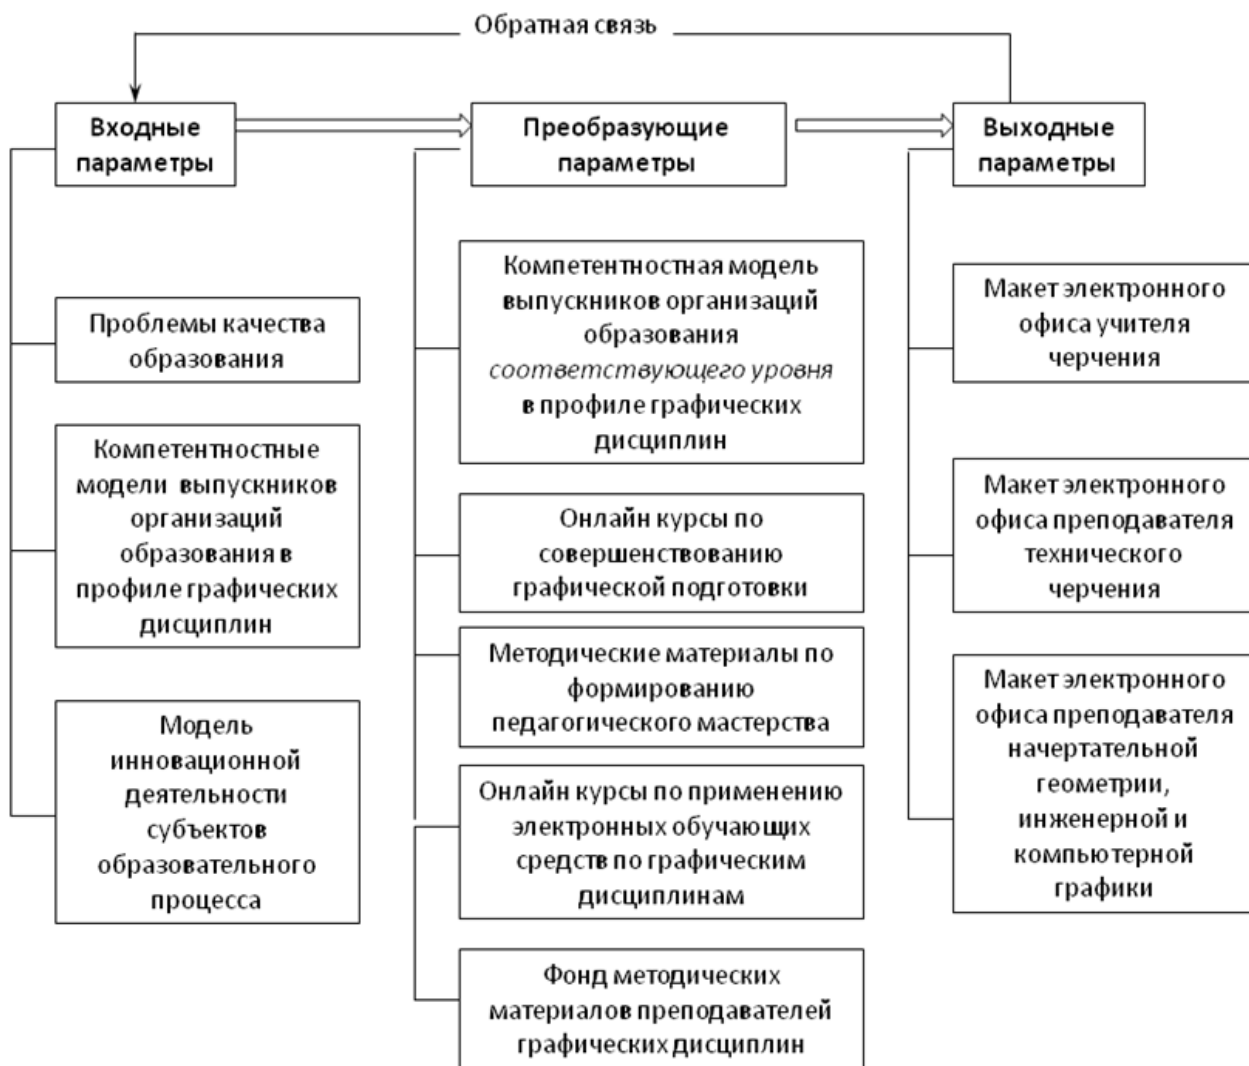 Обратная связь
Входные
параметры
Преобразующие
параметры
Выходные
параметры
Проблемы качества
образования
Компетентностные
модели выпускников
организаций
образования в
профиле графических
дисциплин
Модель
инновационной
деятельности
субъектов
образовательного
процесса
Компетентностная модель
выпускников организаций
образования
соответствующего уровня
в профиле графических
дисциплин
Онлайн курсы по
совершенствованию
графической подготовки
Методические материалы по
формированию
педагогического мастерства
Онлайн курсы по применению
электронных обучающих
средств по графическим
дисциплинам
Фонд методических
материалов преподавателей
графических дисциплин
Макет электронного
офиса учителя
черчения
Макет электронного
офиса преподавателя
технического
черчения
Макет электронного
офиса преподавателя
начертательной
геометрии,
инженерной и
компьютерной
графики